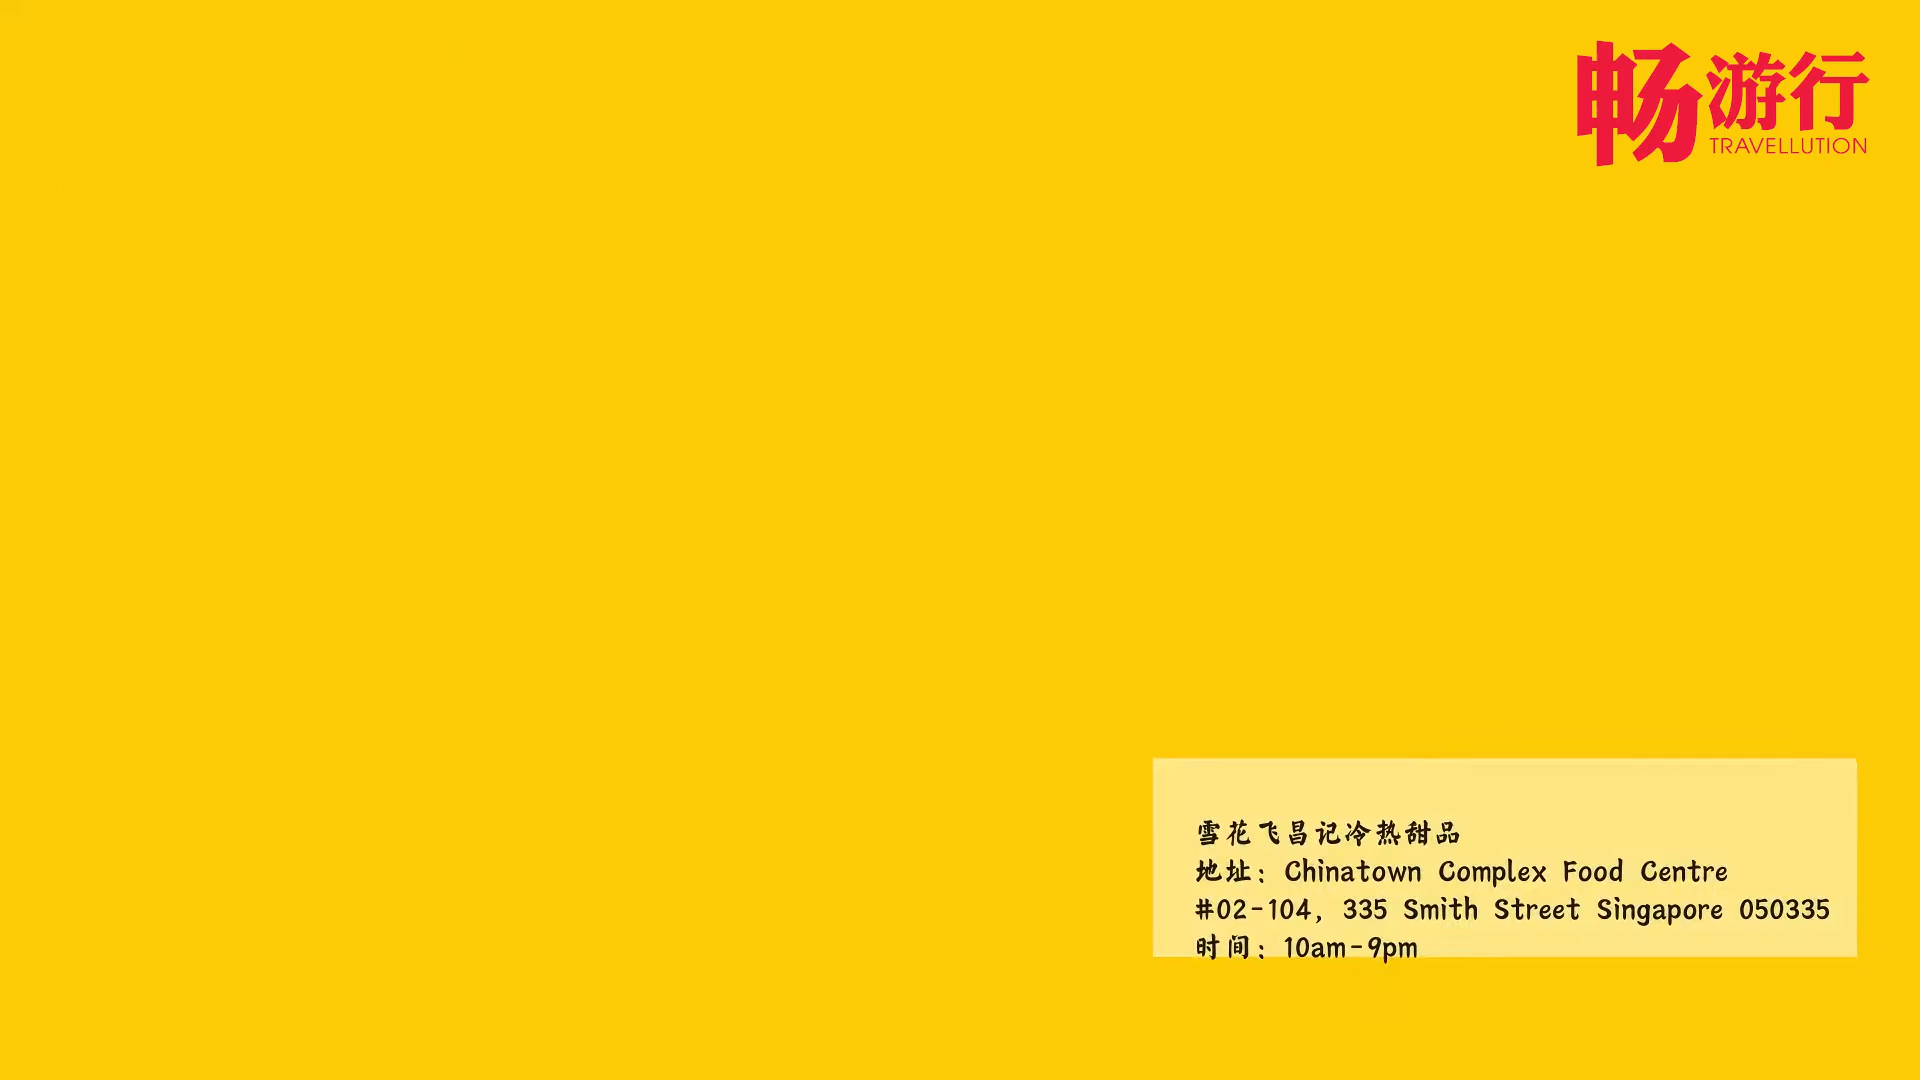 畅游行
TRAVELLUTION
雪花飞昌记冷热甜品
地址：Chinatown Complex Food Centre
#02-104, 335 Smith Street Singapore 050335
时间：10am-9pm